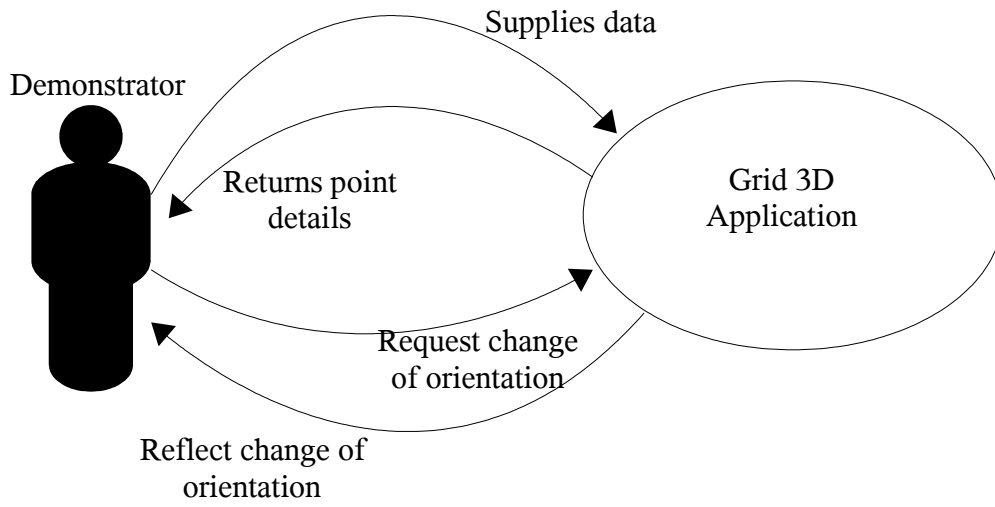 Supplies data
Demonstrator
Returns point
details
Grid 3D
Application
Request change
of orientation
Reflect change of
orientation